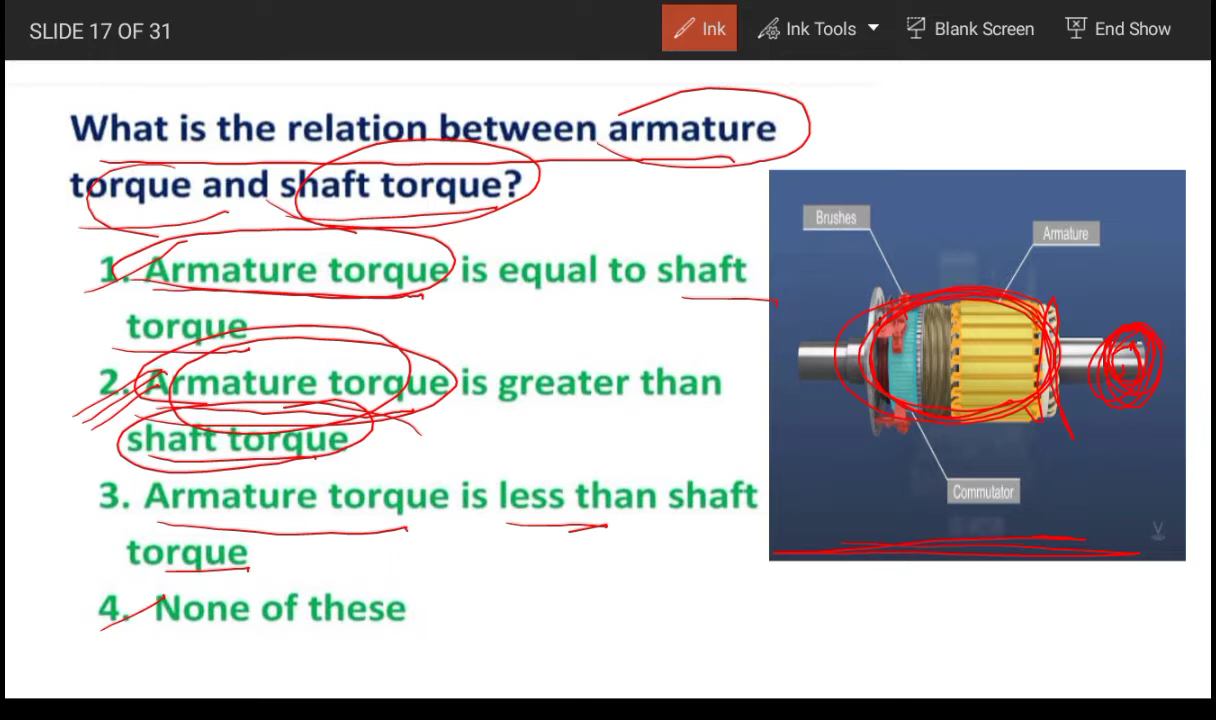 SLIDE 17 OF 31
Ink
Ink Tools
Blank Screen
End Show
What is the relation between armature
torque and shaft torque?
1. Armature torque is equal to shaft
torque
2. Armature torque is greater than
shaft torque
3. Armature torque is less than shaft
torque
4. None of these
Brushes
Armature
Commutator